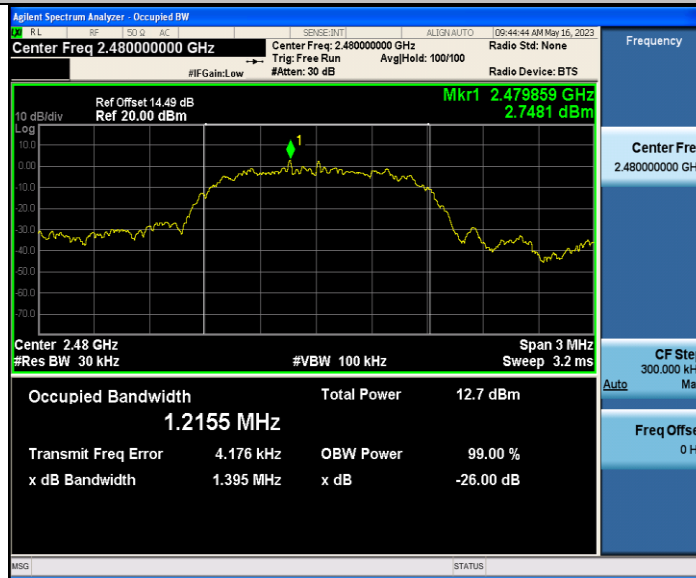 Agilent Spectrum Analyzer - Occupied BW
RL RF 50 Ω AC SENSE:INT ALIGN AUTO 09:44:44 AM May 16, 2023
Center Freq 2.480000000 GHz
Center Freq: 2.480000000 GHz Radio Std: None
Trig: Free Run Avg|Hold: 100/100
#IFGain:Low #Atten: 30 dB Radio Device: BTS
Frequency
Ref Offset 14.49 dB
10 dB/div Ref 20.00 dBm
Mkr1 2.479859 GHz
2.7481 dBm
Log
1
10.0
0.00
-10.0
-20.0
-30.0
-40.0
-50.0
-60.0
-70.0
Center 2.48 GHz Span 3 MHz
#Res BW 30 kHz #VBW 100 kHz Sweep 3.2 ms
Occupied Bandwidth Total Power 12.7 dBm
1.2155 MHz
Transmit Freq Error 4.176 kHz OBW Power 99.00 %
x dB Bandwidth 1.395 MHz x dB -26.00 dB
Center Fre
2.480000000 GH
CF Ste
300.000 kH
Auto Ma
Freq Offse
0 H
MSG STATUS